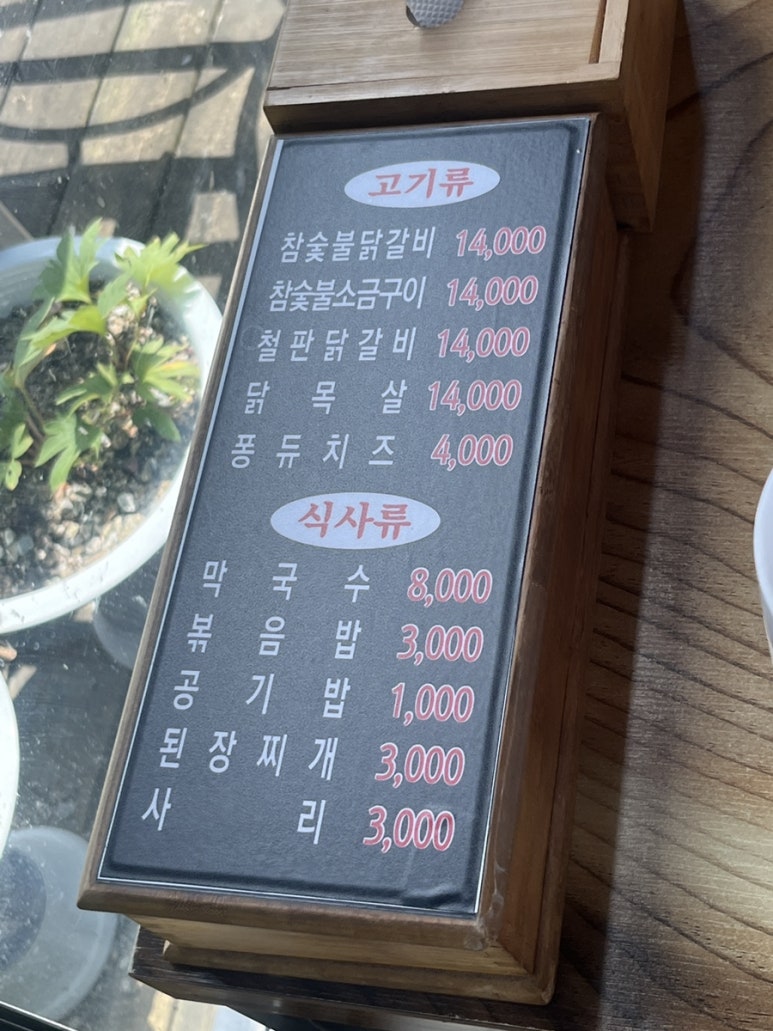 고기류
참숯불닭갈비 14,000
참숯불소금구이 14,000
철판닭갈비 14,000
닭목살 14,000
퐁듀치즈 4,000
식사류
막국수 8,000
볶음밥 3,000
공기밥 1,000
된장찌개 3,000
사리 3,000